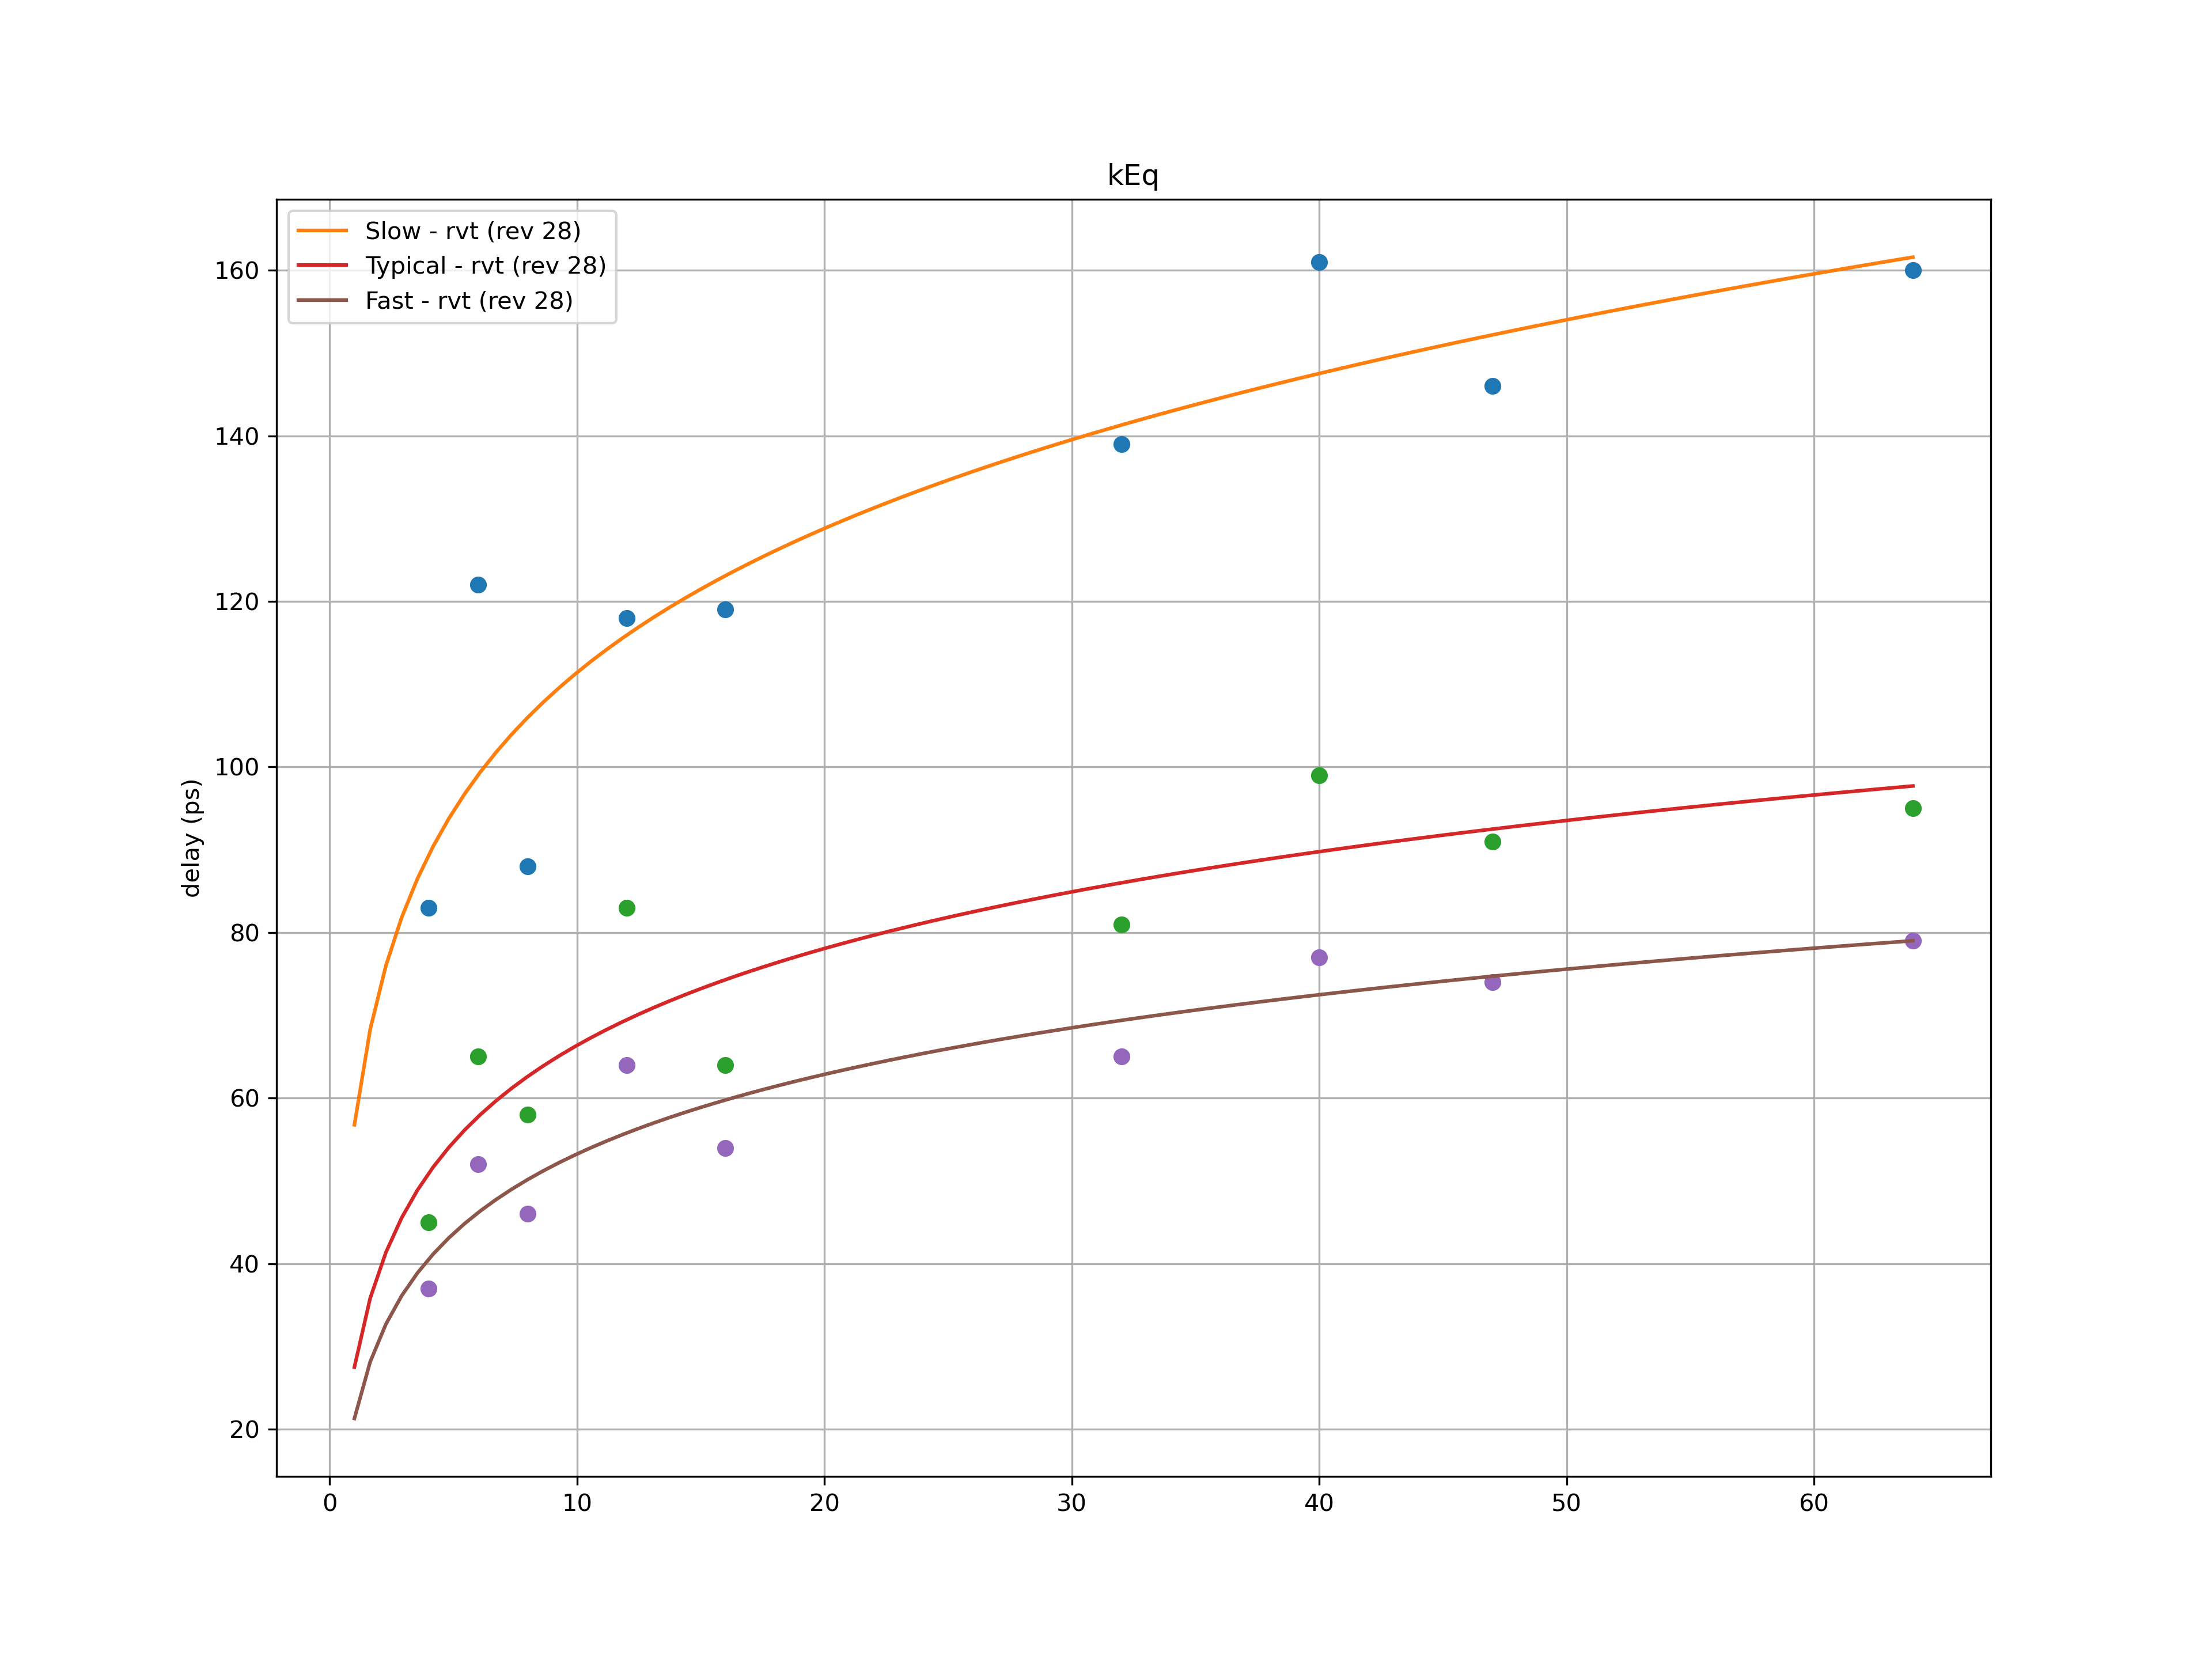 kEq
Slow - rvt (rev 28)
Typical - rvt (rev 28)
Fast - rvt (rev 28)
delay (ps)
160
140
120
100
80
60
40
20
0 10 20 30 40 50 60